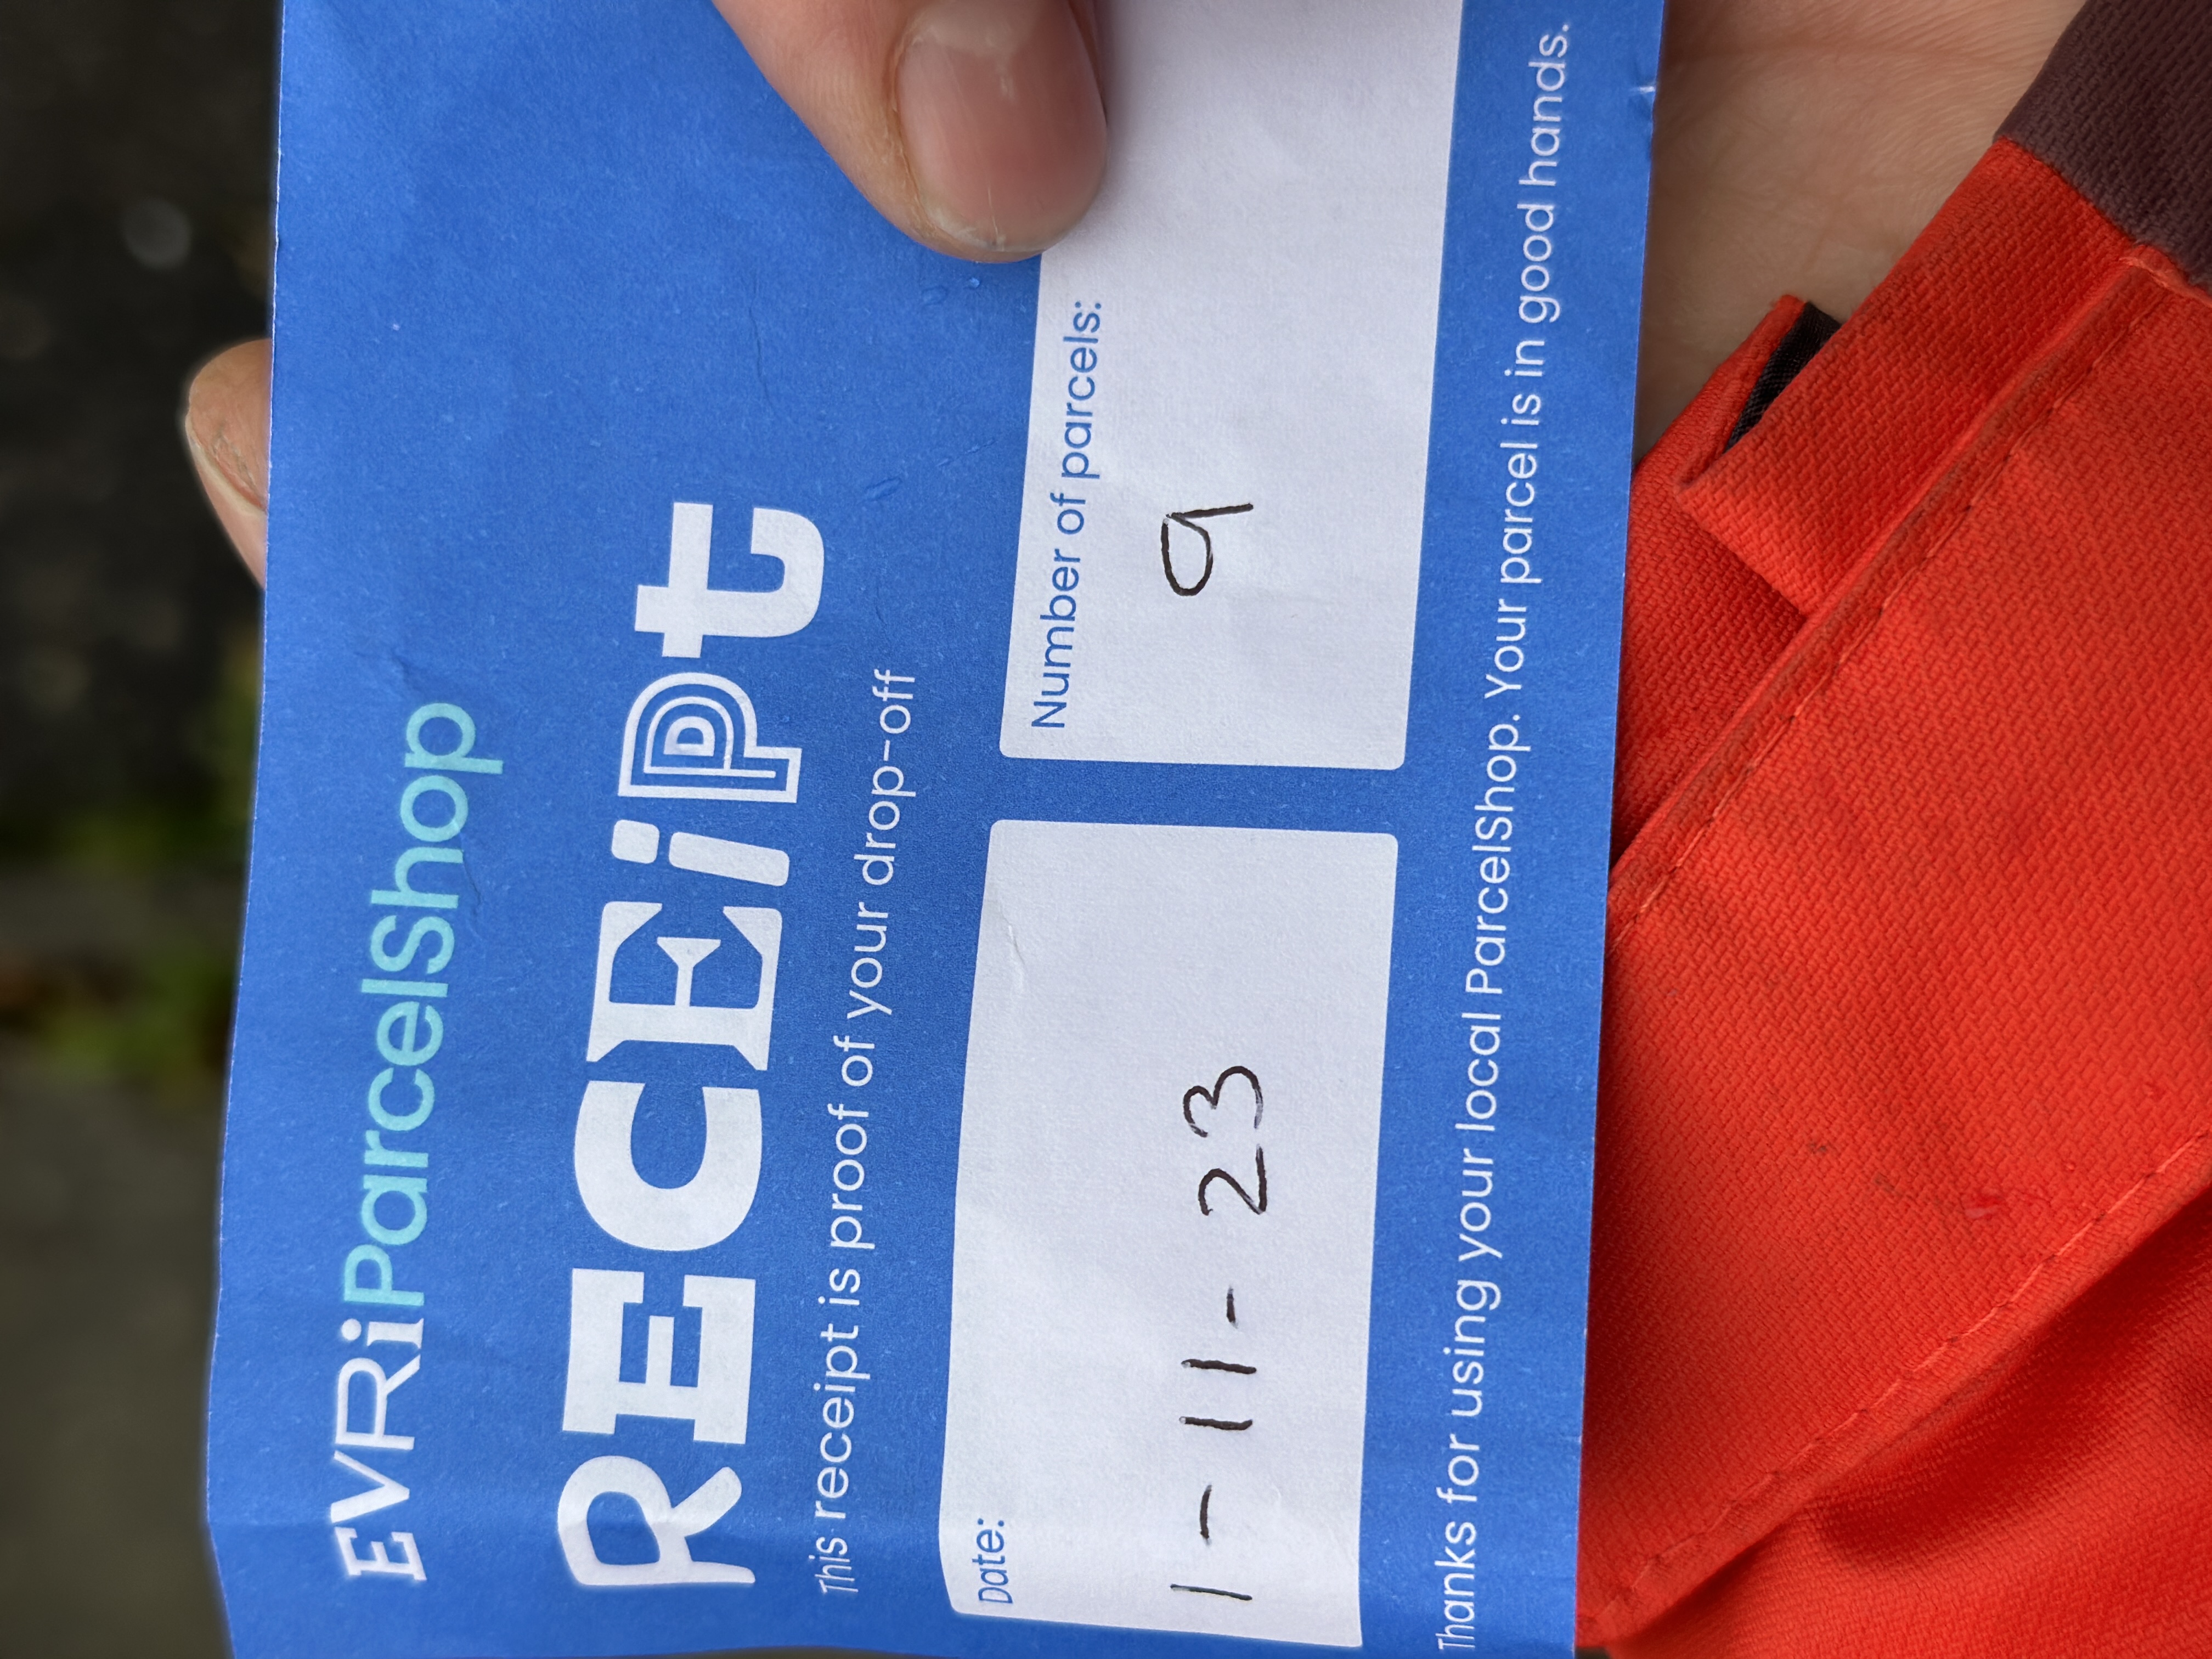 EVRi ParcelShop
RECEipt
This receipt is proof of your drop-off
Date:
1 - 11 - 23
Number of parcels:
9
Thanks for using your local ParcelShop. Your parcel is in good hands.